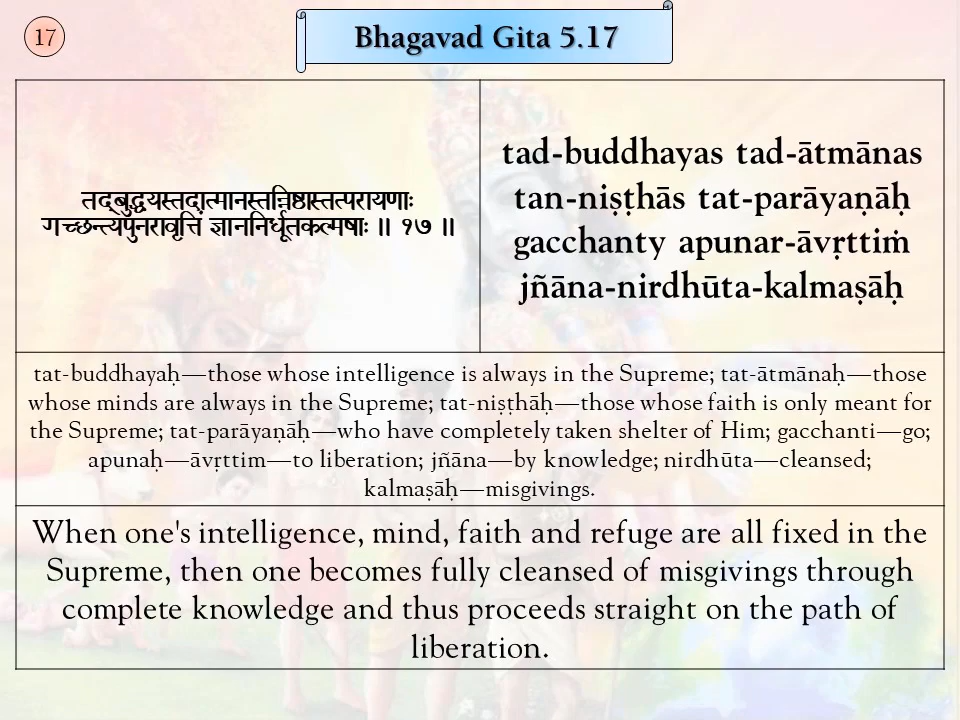 17
Bhagavad Gita 5.17
तद्‍बुद्धयस्तदात्मानस्तन्निष्ठास्तत्परायणाः
गच्छन्त्यपुनरावृत्तिं ज्ञाननिर्धूतकल्मषाः ॥ १७ ॥
tad-buddhayas tad-ātmānas
tan-niṣṭhās tat-parāyaṇāḥ
gacchanty apunar-āvṛttiṁ
jñāna-nirdhūta-kalmaṣāḥ
tat-buddhayaḥ—those whose intelligence is always in the Supreme; tat-ātmānaḥ—those
whose minds are always in the Supreme; tat-niṣṭhāḥ—those whose faith is only meant for
the Supreme; tat-parāyaṇāḥ—who have completely taken shelter of Him; gacchanti—go;
apunaḥ—āvṛttim—to liberation; jñāna—by knowledge; nirdhūta—cleansed;
kalmaṣāḥ—misgivings.
When one's intelligence, mind, faith and refuge are all fixed in the
Supreme, then one becomes fully cleansed of misgivings through
complete knowledge and thus proceeds straight on the path of
liberation.